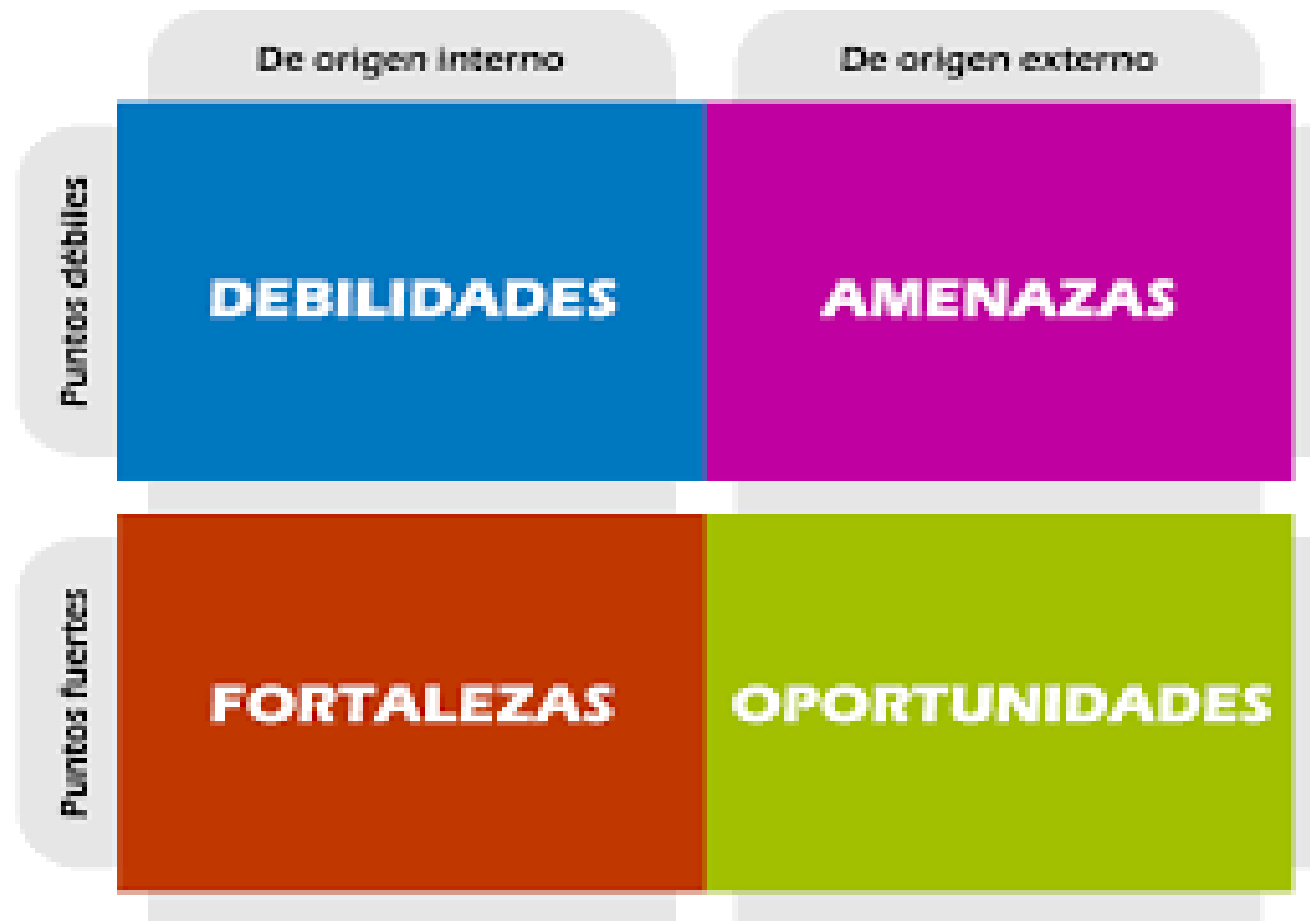 De origen interno
De origen externo
Puntos débiles
DEBILIDADES
AMENAZAS
Puntos fuertes
FORTALEZAS
OPORTUNIDADES